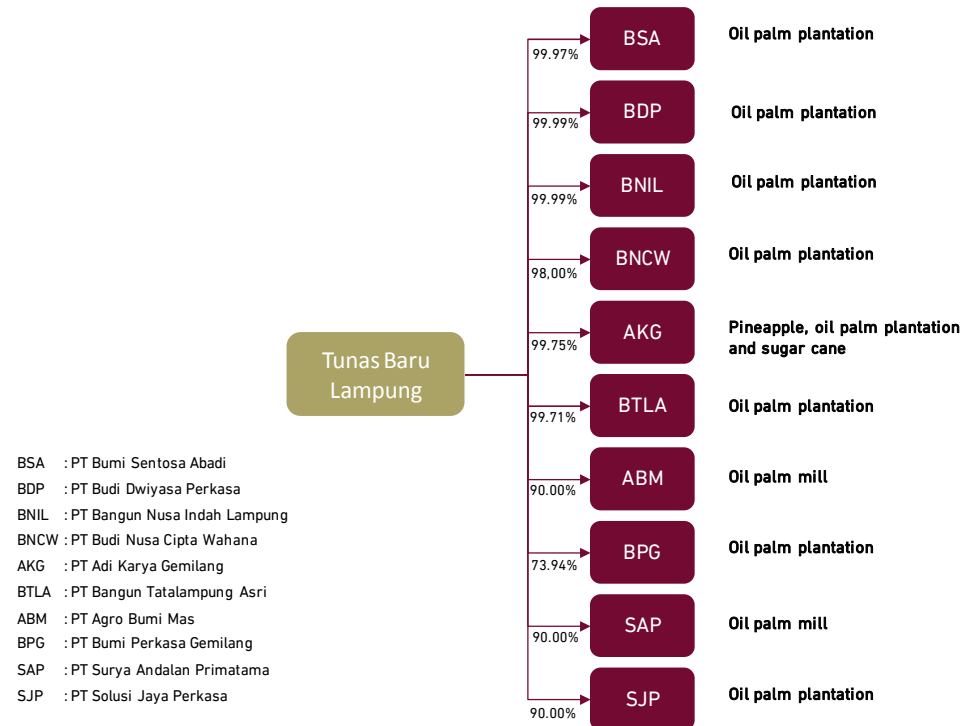 BSA
Oil palm plantation
99.97%
BDP
Oil palm plantation
99.99%
BNIL
Oil palm plantation
99.99%
BNCW
Oil palm plantation
98,00%
AKG
Pineapple, oil palm plantation
and sugar cane
99.75%
Tunas Baru
Lampung
BTLA
Oil palm plantation
99.71%
ABM
Oil palm mill
90.00%
BPG
Oil palm plantation
73.94%
SAP
Oil palm mill
90.00%
SJP
Oil palm plantation
90.00%
BSA : PT Bumi Sentosa Abadi
BDP : PT Budi Dwiyasa Perkasa
BNIL : PT Bangun Nusa Indah Lampung
BNCW : PT Budi Nusa Cipta Wahana
AKG : PT Adi Karya Gemilang
BTLA : PT Bangun Tatalampung Asri
ABM : PT Agro Bumi Mas
BPG : PT Bumi Perkasa Gemilang
SAP : PT Surya Andalan Primatama
SJP : PT Solusi Jaya Perkasa